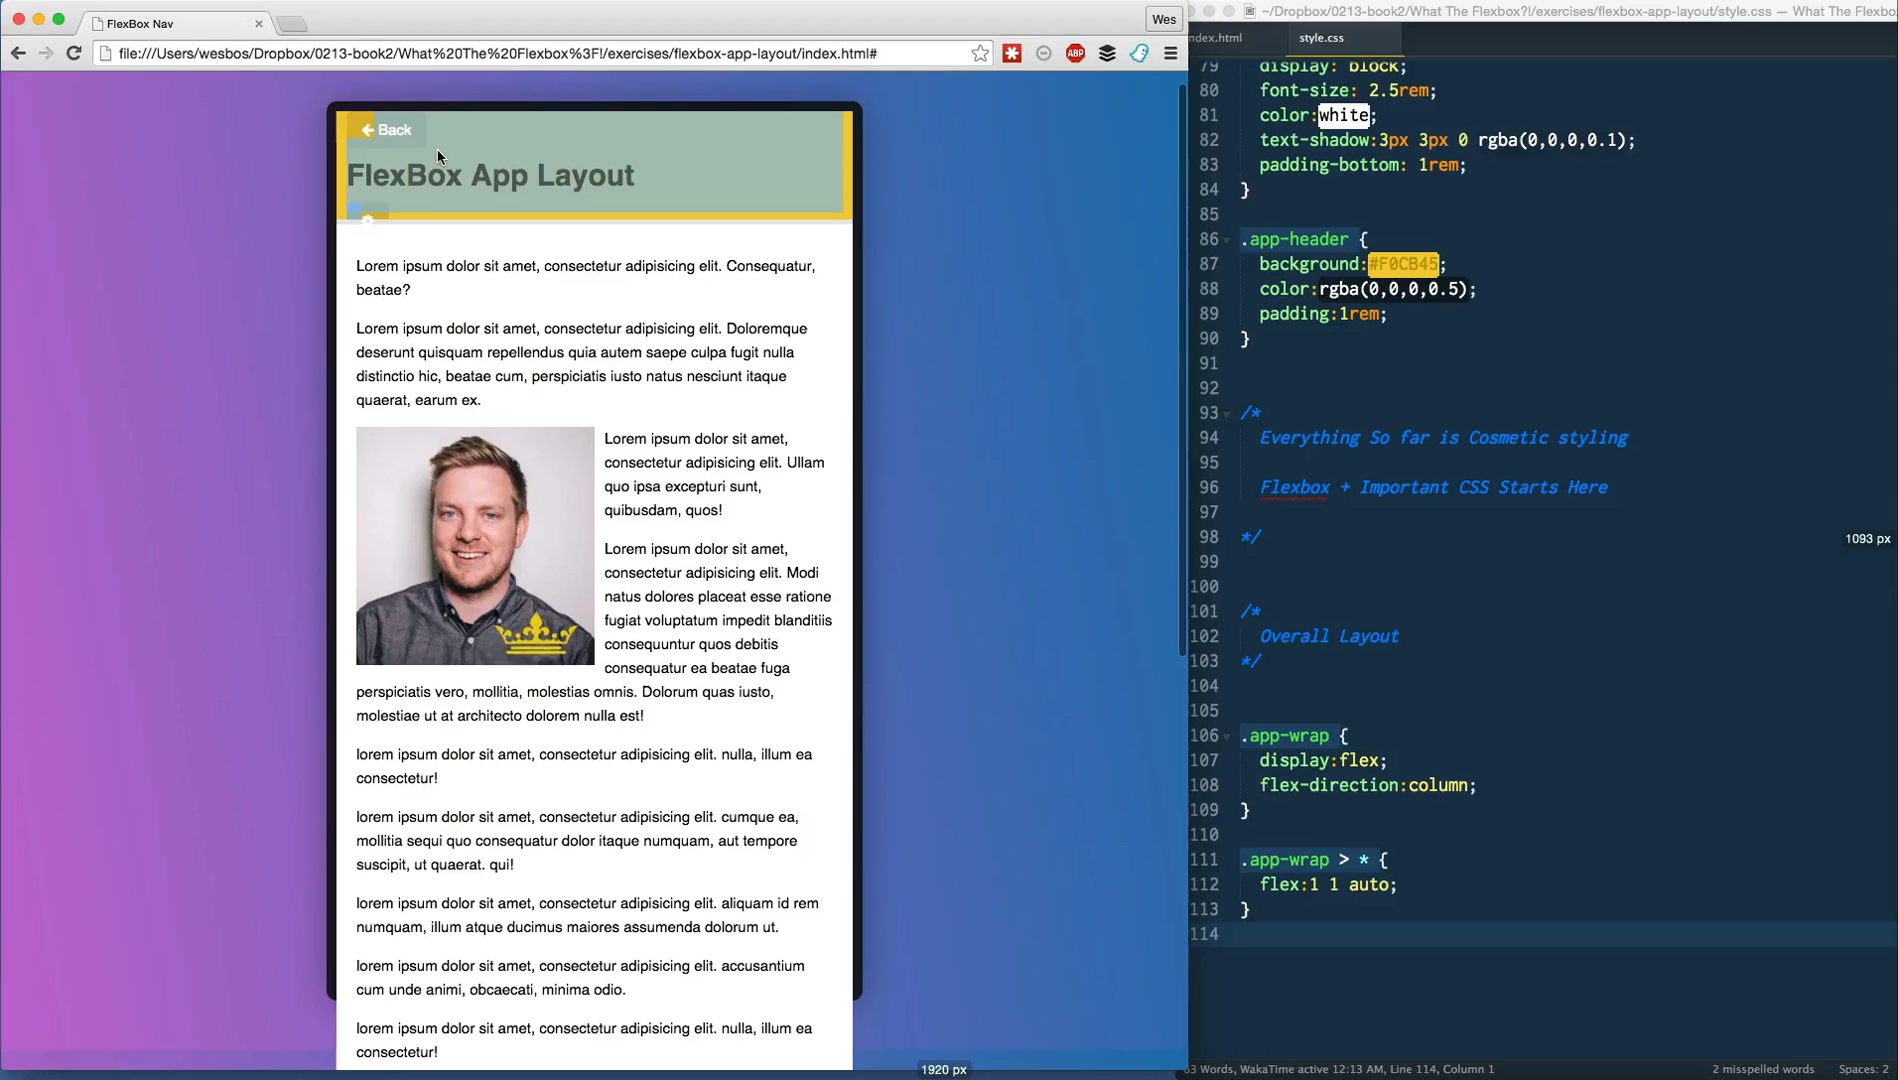 FlexBox Nav
Wes
file:///Users/wesbos/Dropbox/0213-book2/What%20The%20Flexbox%3F!/exercises/flexbox-app-layout/index.html#
ABP
Back
FlexBox App Layout
Lorem ipsum dolor sit amet, consectetur adipisicing elit. Consequatur,
beatae?
Lorem ipsum dolor sit amet, consectetur adipisicing elit. Doloremque
deserunt quisquam repellendus quia autem saepe culpa fugit nulla
distinctio hic, beatae cum, perspiciatis iusto natus nesciunt itaque
quaerat, earum ex.
Lorem ipsum dolor sit amet,
consectetur adipisicing elit. Ullam
quo ipsa excepturi sunt,
quibusdam, quos!
Lorem ipsum dolor sit amet,
consectetur adipisicing elit. Modi
natus dolores placeat esse ratione
fugiat voluptatum impedit blanditiis
consequuntur quos debitis
consequatur ea beatae fuga
perspiciatis vero, mollitia, molestias omnis. Dolorum quas iusto,
molestiae ut at architecto dolorem nulla est!
lorem ipsum dolor sit amet, consectetur adipisicing elit. nulla, illum ea
consectetur!
lorem ipsum dolor sit amet, consectetur adipisicing elit. cumque ea,
mollitia sequi quo consequatur dolor itaque numquam, aut tempore
suscipit, ut quaerat. qui!
lorem ipsum dolor sit amet, consectetur adipisicing elit. aliquam id rem
numquam, illum atque ducimus maiores assumenda dolorum ut.
lorem ipsum dolor sit amet, consectetur adipisicing elit. accusantium
cum unde animi, obcaecati, minima odio.
lorem ipsum dolor sit amet, consectetur adipisicing elit. nulla, illum ea
consectetur!
1920 px
~/Dropbox/0213-book2/What The Flexbox?!/exercises/flexbox-app-layout/style.css — What The Flexbo
ndex.html
style.css
79 display: block;
80 font-size: 2.5rem;
81 color:white;
82 text-shadow:3px 3px 0 rgba(0,0,0,0.1);
83 padding-bottom: 1rem;
84 }
85
86 .app-header {
87 background:#F0CB45;
88 color:rgba(0,0,0,0.5);
89 padding:1rem;
90 }
91
92
93 /*
94 Everything So far is Cosmetic styling
95
96 Flexbox + Important CSS Starts Here
97
98 */
99
100
101 /*
102 Overall Layout
103 */
104
105
106 .app-wrap {
107 display:flex;
108 flex-direction:column;
109 }
110
111 .app-wrap > * {
112 flex:1 1 auto;
113 }
114
1093 px
63 Words, WakaTime active 12:13 AM, Line 114, Column 1
2 misspelled words
Spaces: 2